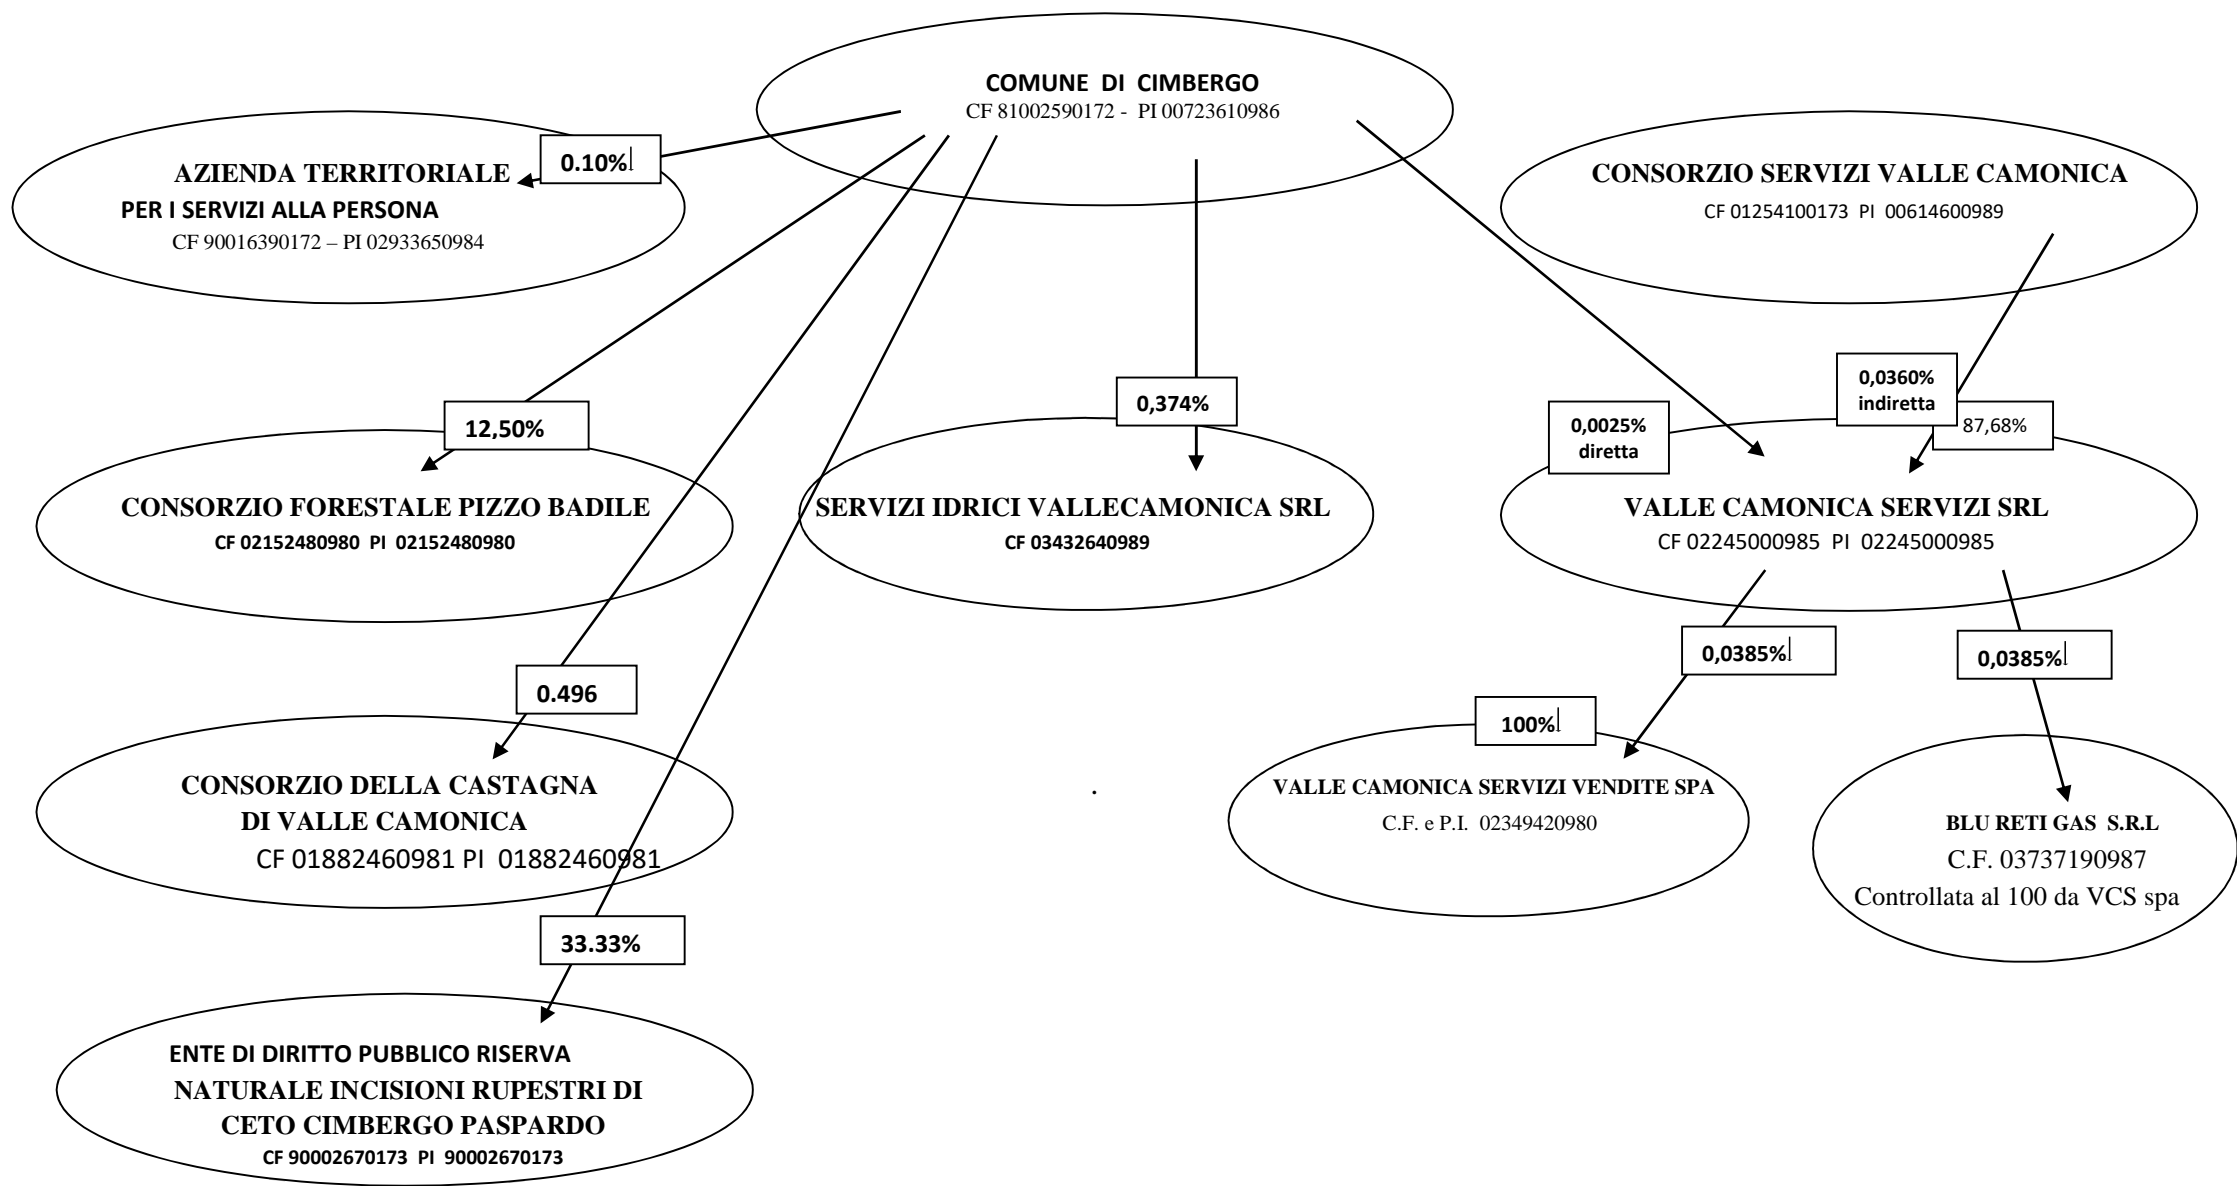 COMUNE DI CIMBERGO
CF 81002590172 - PI 00723610986
0.10%
AZIENDA TERRITORIALE
PER I SERVIZI ALLA PERSONA
CF 90016390172 – PI 02933650984
CONSORZIO SERVIZI VALLE CAMONICA
CF 01254100173 PI 00614600989
12,50%
CONSORZIO FORESTALE PIZZO BADILE
CF 02152480980 PI 02152480980
0,374%
SERVIZI IDRICI VALLECAMONICA SRL
CF 03432640989
0,0025%
diretta
0,0360%
indiretta
87,68%
VALLE CAMONICA SERVIZI SRL
CF 02245000985 PI 02245000985
0.496
CONSORZIO DELLA CASTAGNA
DI VALLE CAMONICA
CF 01882460981 PI 01882460981
.
0,0385%
100%
VALLE CAMONICA SERVIZI VENDITE SPA
C.F. e P.I. 02349420980
0,0385%
BLU RETI GAS S.R.L
C.F. 03737190987
Controllata al 100 da VCS spa
33.33%
ENTE DI DIRITTO PUBBLICO RISERVA
NATURALE INCISIONI RUPESTRI DI
CETO CIMBERGO PASPARDO
CF 90002670173 PI 90002670173